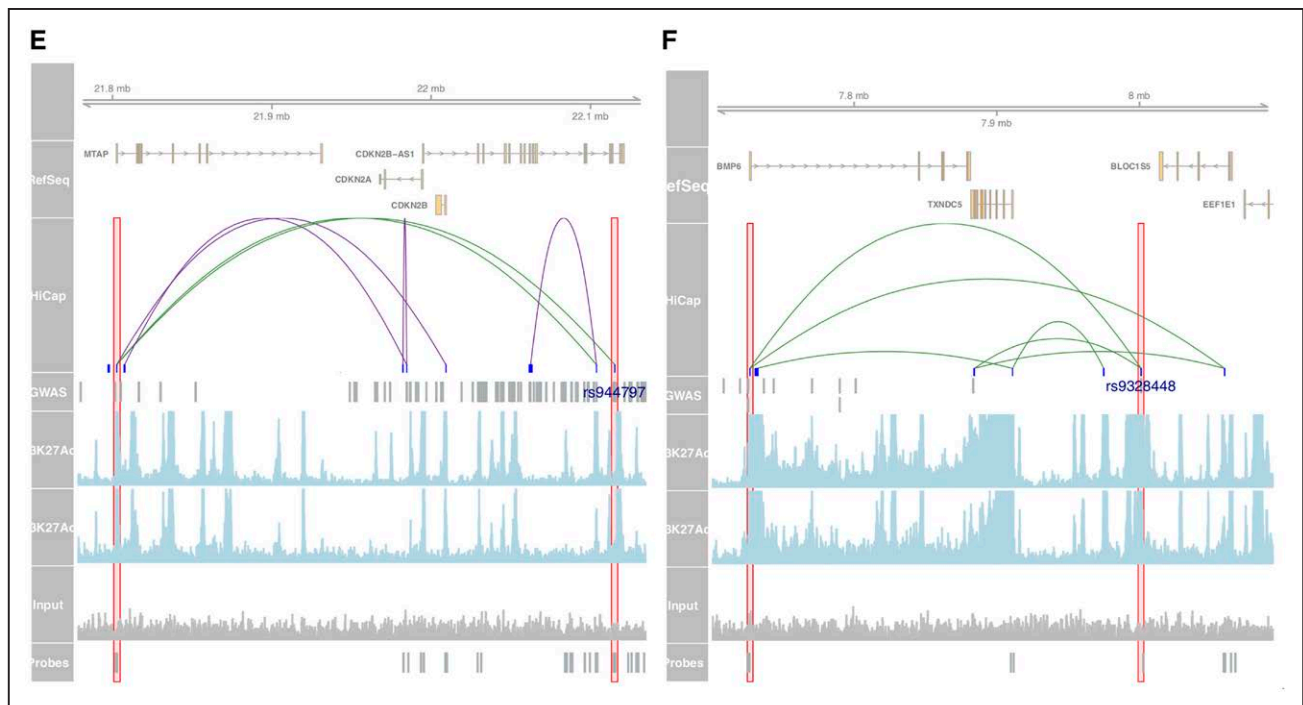 E
21.8 mb
22 mb
21.9 mb
22.1 mb
MTAP
CDKN2B-AS1
CDKN2A
CDKN2B
RefSeq
HiCap
GWAS
rs944797
3K27Ac
3K27Ac
Input
Probes
F
7.8 mb
8 mb
7.9 mb
BMP6
BLOC1S5
TXNDC5
EEF1E1
efSeq
HiCap
GWAS
rs9328448
3K27Ac
3K27Ac
Input
Probes